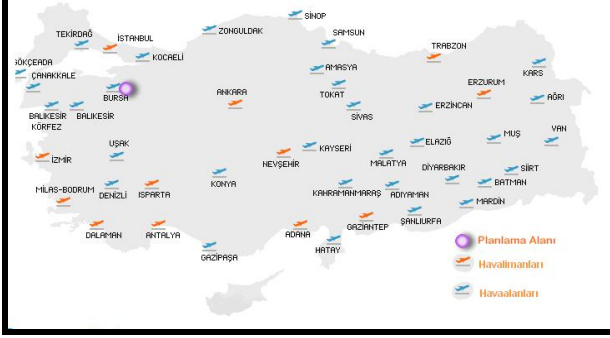 SİNOP
TEKİRDAĞ
İSTANBUL
ZONGULDAK
SAMSUN
TRABZON
KOCAELİ
GÖKÇEADA
ÇANAKKALE
AMASYA
KARS
ERZURUM
ANKARA
TOKAT
BURSA
AĞRI
ERZİNCAN
BALIKESİR
KÖRFEZ
BALIKESİR
SİVAS
VAN
MUŞ
UŞAK
ELAZIĞ
KAYSERİ
İZMİR
NEVŞEHİR
MALATYA
DİYARBAKIR
SİİRT
KONYA
BATMAN
MİLAS-BODRUM
DENİZLİ
ISPARTA
KAHRAMANMARAŞ
ADIYAMAN
MARDİN
ŞANLIURFA
GAZİANTEP
DALAMAN
ANTALYA
ADANA
HATAY
GAZİPAŞA
Planlama Alanı
Havalimanları
Havaalanları